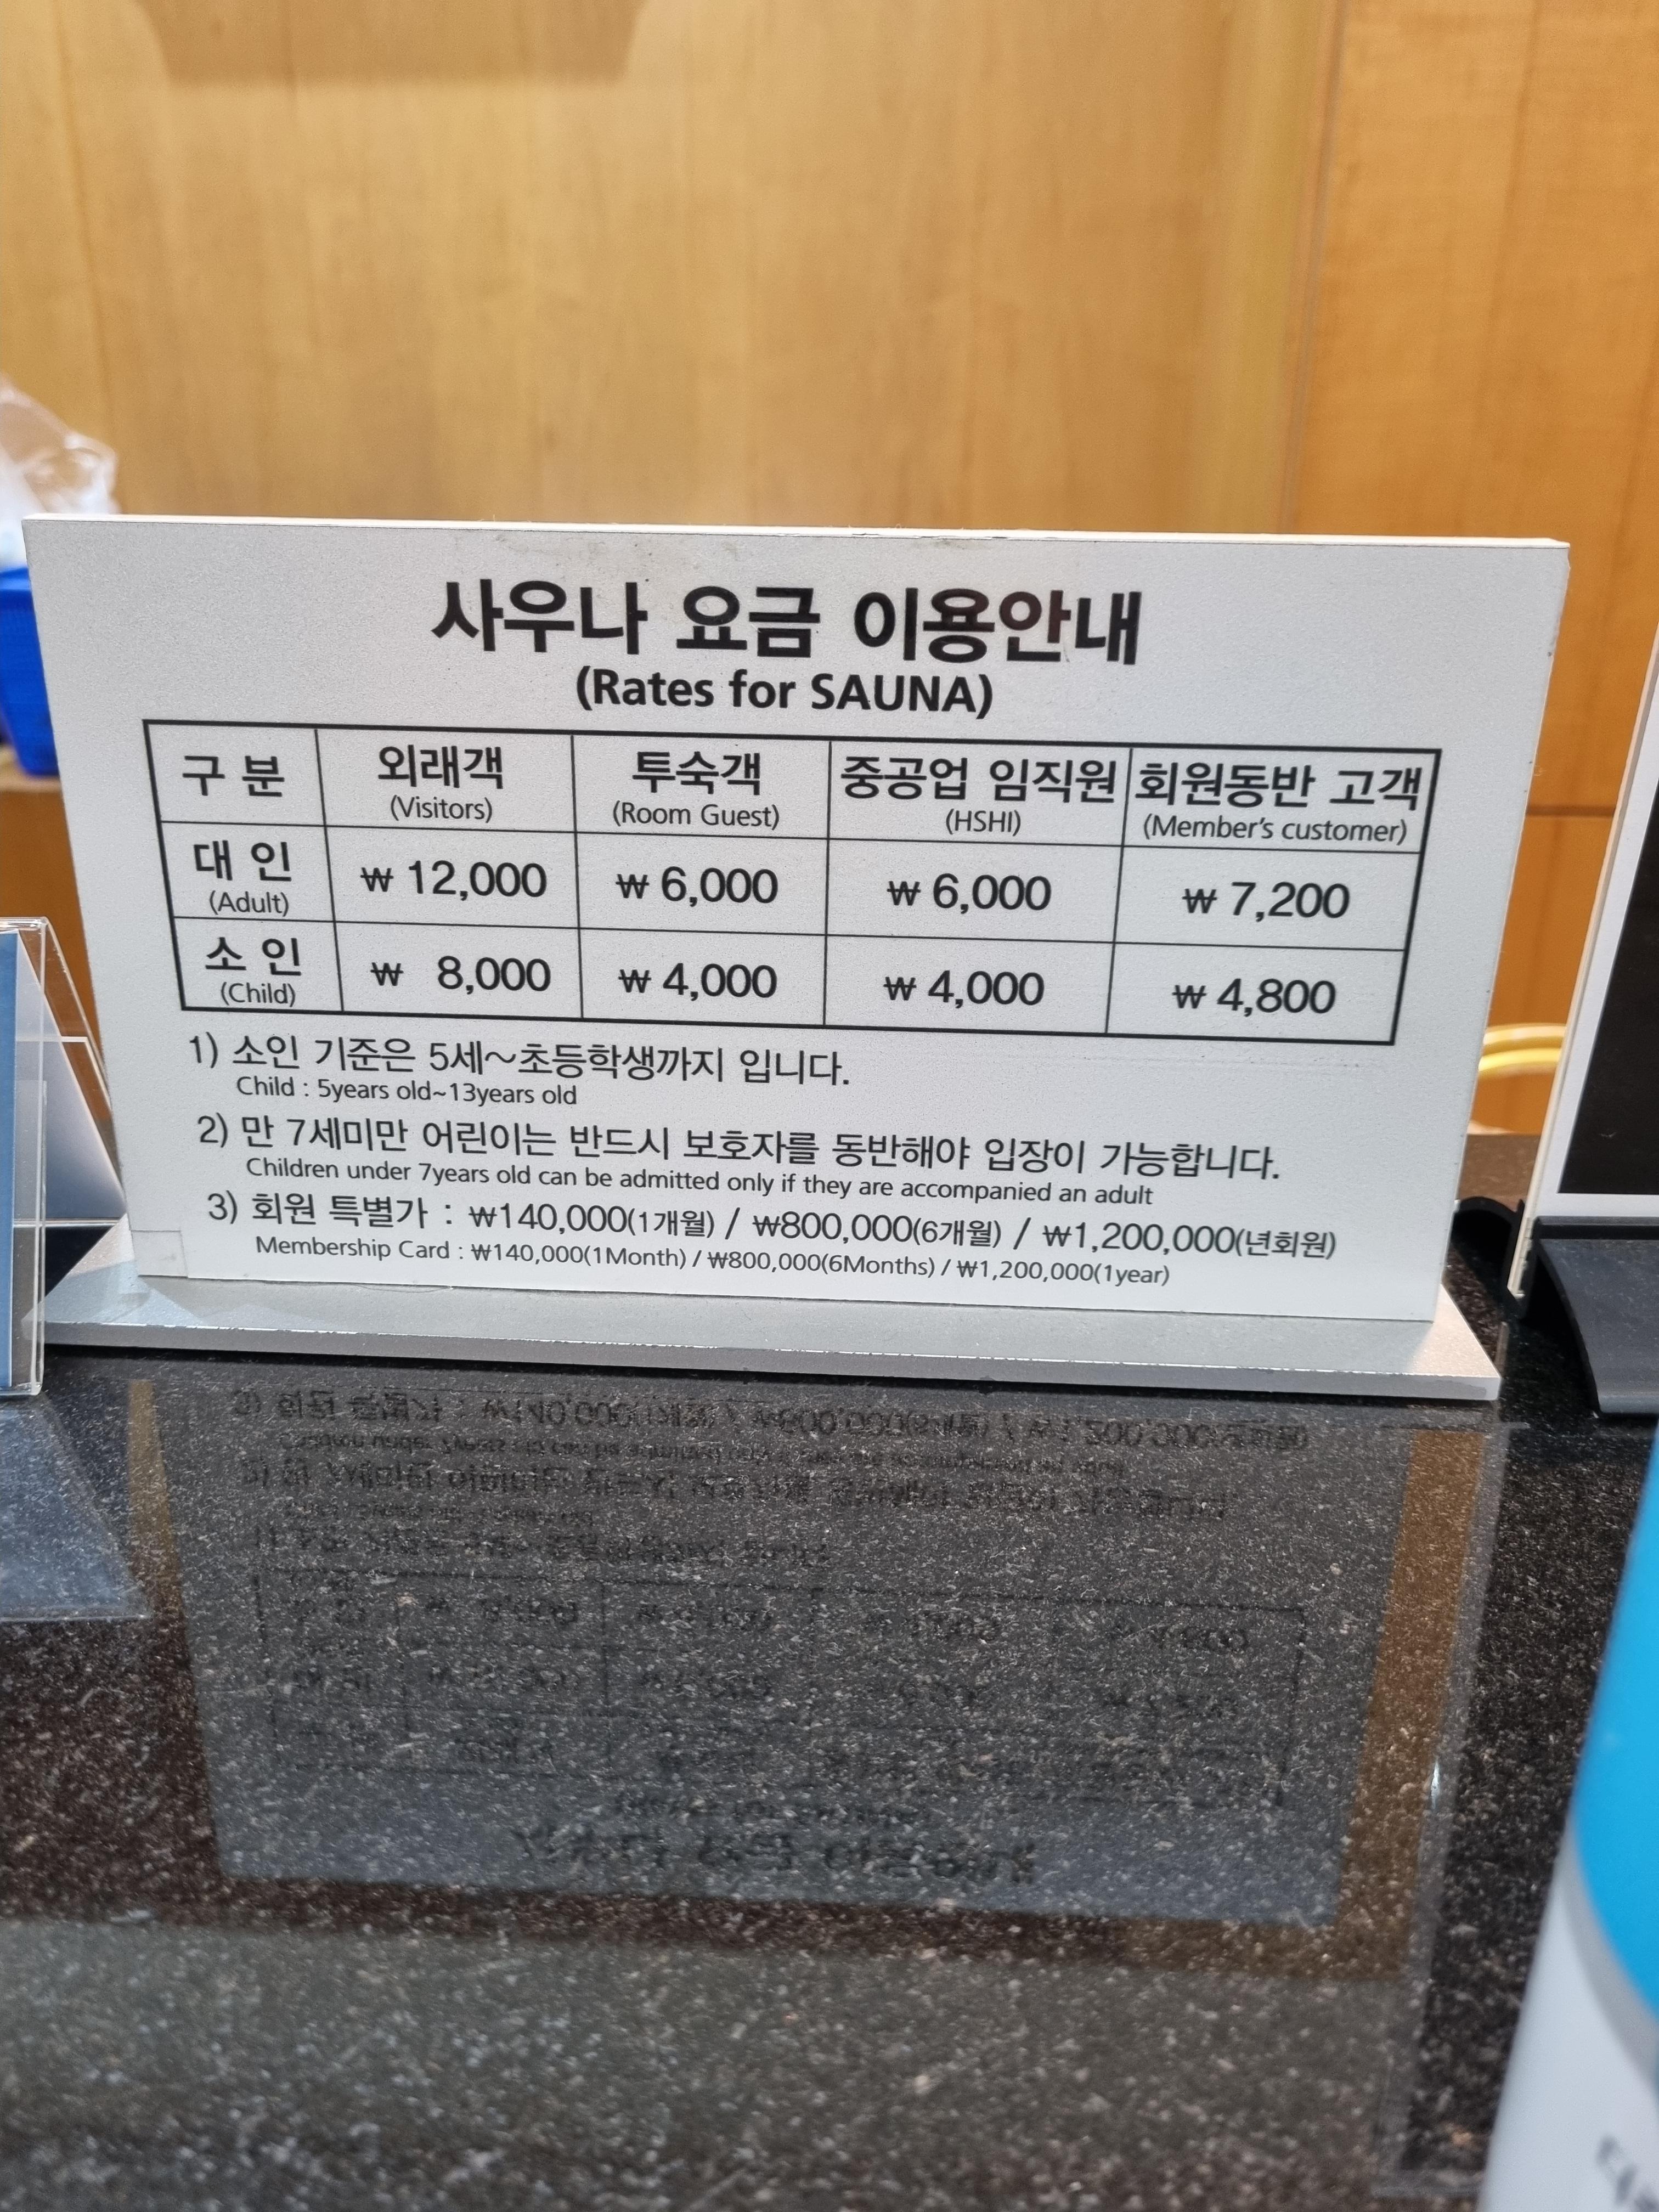 사우나 요금 이용안내
(Rates for SAUNA)
구 분 외래객 투숙객 중공업 임직원 회원동반 고객
(Visitors) (Room Guest) (HSHI) (Member's customer)
대 인 ₩ 12,000 ₩ 6,000 ₩ 6,000 ₩ 7,200
(Adult)
소 인 ₩ 8,000 ₩ 4,000 ₩ 4,000 ₩ 4,800
(Child)
1) 소인 기준은 5세～초등학생까지 입니다.
Child : 5years old~13years old
2) 만 7세미만 어린이는 반드시 보호자를 동반해야 입장이 가능합니다.
Children under 7years old can be admitted only if they are accompanied an adult
3) 회원 특별가 : ₩140,000(1개월) / ₩800,000(6개월) / ₩1,200,000(년회원)
Membership Card : ₩140,000(1Month) / ₩800,000(6Months) / ₩1,200,000(1year)